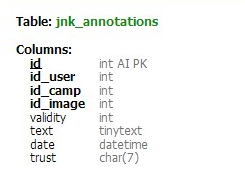 Table: jnk_annotations
Columns:
id int AI PK
id_user int
id_camp int
id_image int
validity int
text tinytext
date datetime
trust char(7)